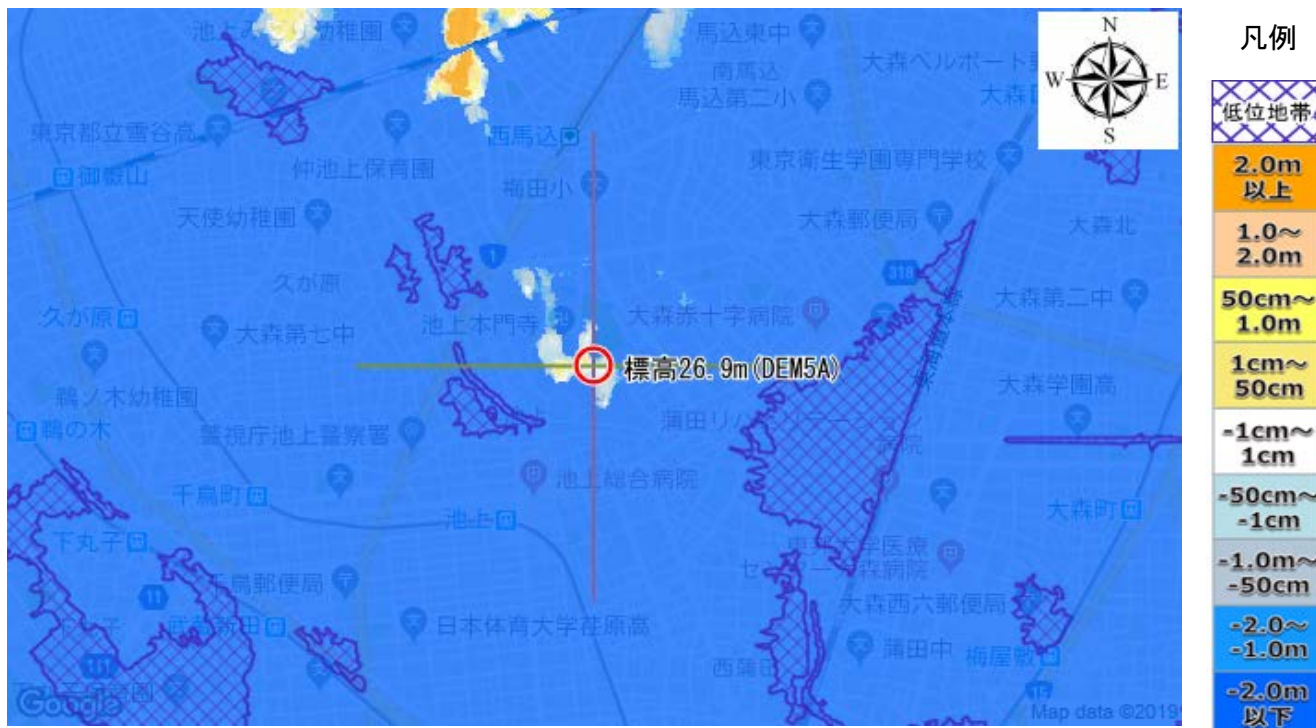 馬込東中
南馬込
馬込第二小
東京都立雪谷高
西馬込
御嶽山
仲池上保育園
梅田小
東京衛生学園専門学校
天使幼稚園
大森郵便局
大森北
1
久が原
318
久が原
大森第七中
池上本門寺
大森赤十字病院
大森第二中
標高26.9m(DEM5A)
鵜ノ木幼稚園
大森学園高
鵜の木
警視庁池上警察署
池上総合病院
千鳥町
池上
大森町
下丸子
千鳥郵便局
11
日本体育大学荏原高
大森西六郵便局
西蒲田
蒲田中
梅屋敷
15
Google
Map data ©2019
N
W
E
S
凡例
低位地帯
2.0m
以上
1.0～
2.0m
50cm～
1.0m
1cm～
50cm
-1cm～
1cm
-50cm～
-1cm
-1.0m～
-50cm
-2.0～
-1.0m
-2.0m
以下